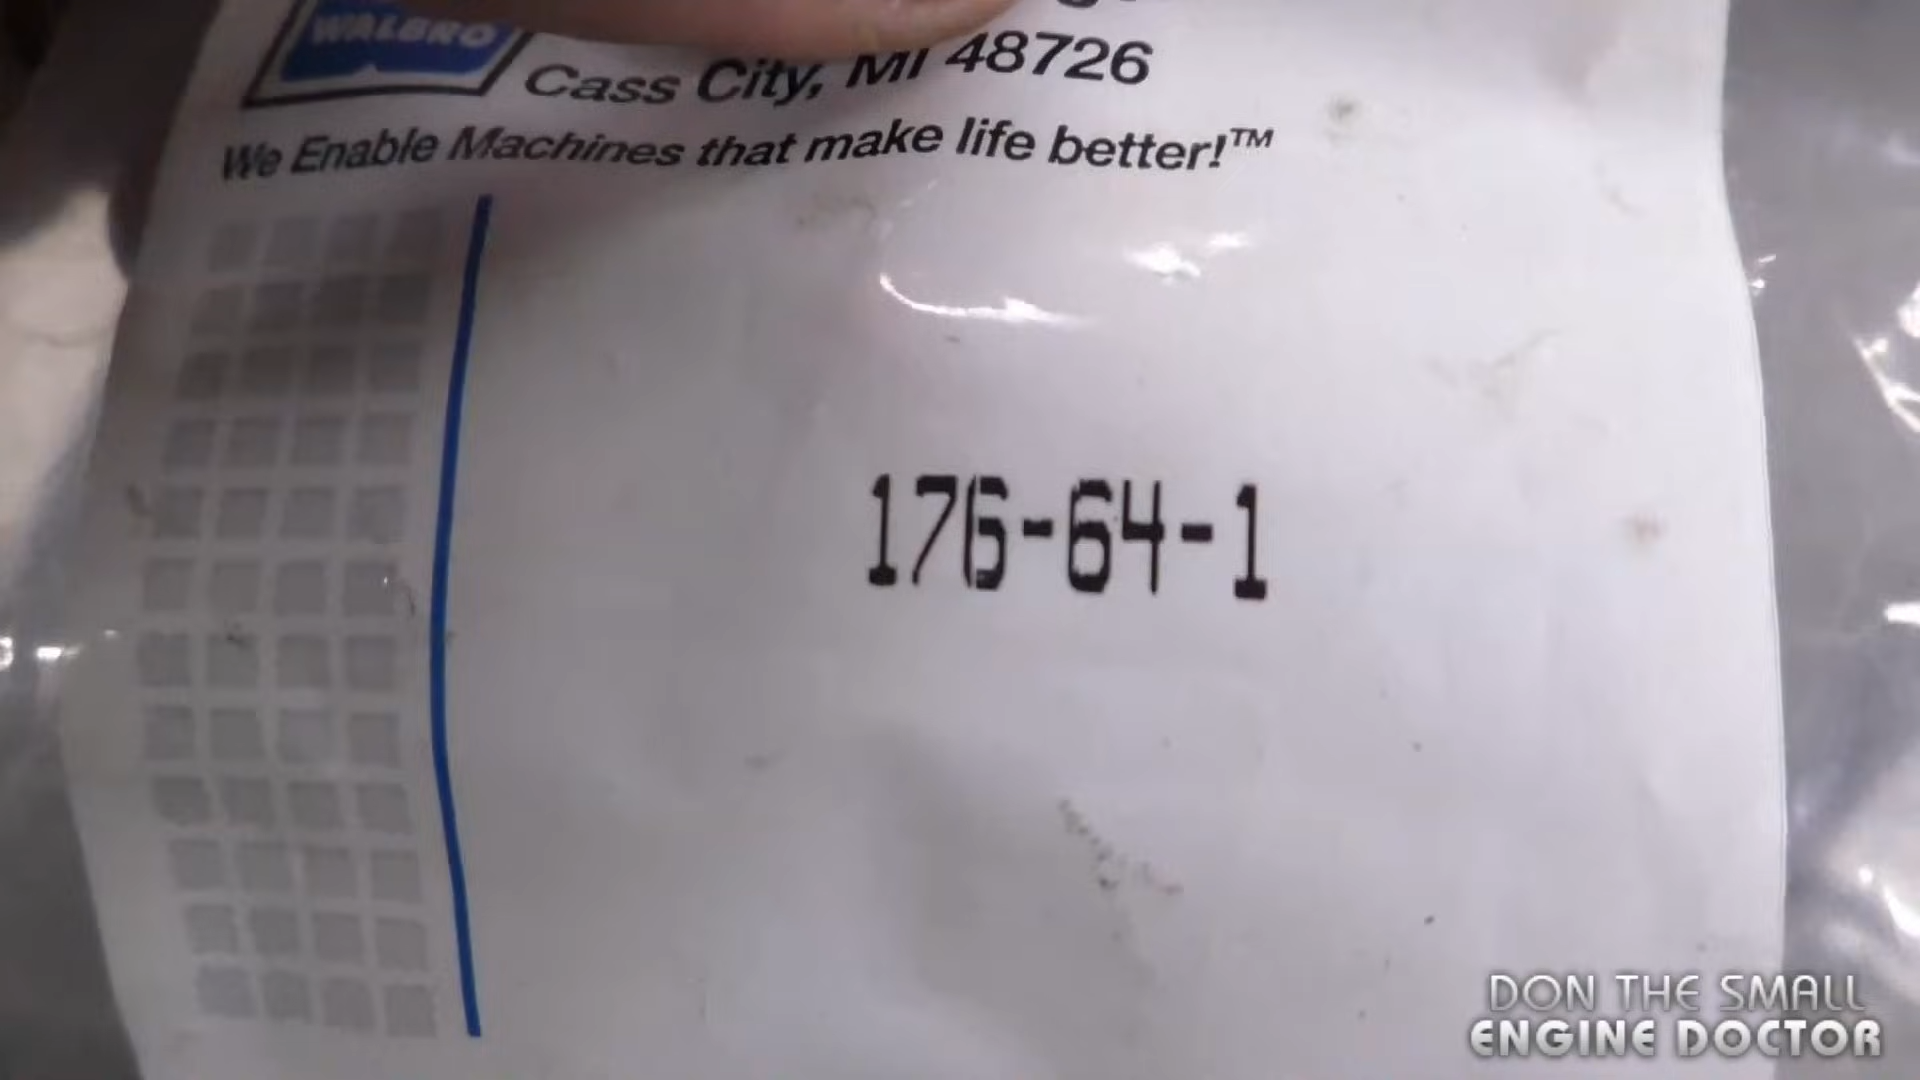 WALBRO
Cass City, MI 48726
We Enable Machines that make life better!™
176-64-1
DON THE SMALL
ENGINE DOCTOR